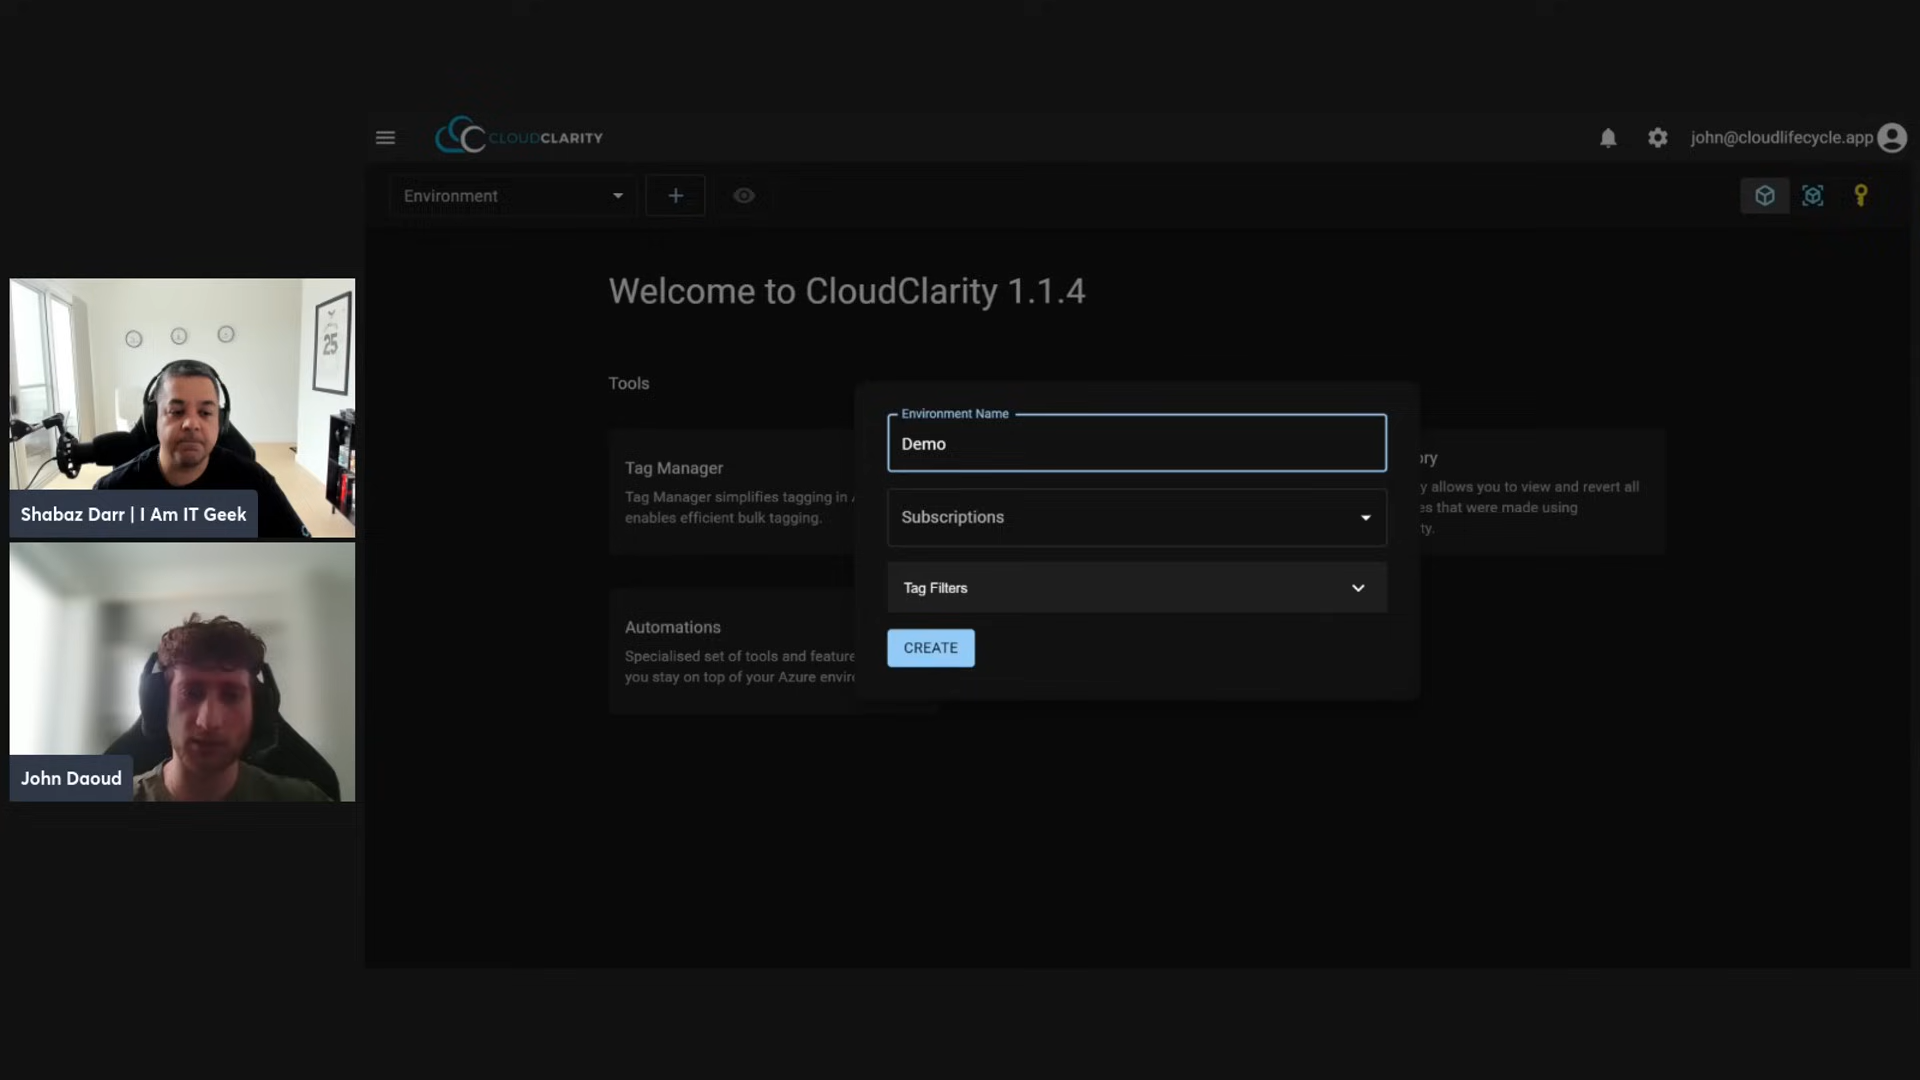 CLOUDCLARITY
john@cloudlifecycle.app
Environment
Welcome to CloudClarity 1.1.4
Tools
Tag Manager
Tag Manager simplifies tagging in
enables efficient bulk tagging.
Automations
Specialised set of tools and feature
you stay on top of your Azure
Environment Name
Demo
Subscriptions
Tag Filters
CREATE
allows you to view and revert all
that were made using
25
Shabaz Darr | I Am IT Geek
John Daoud